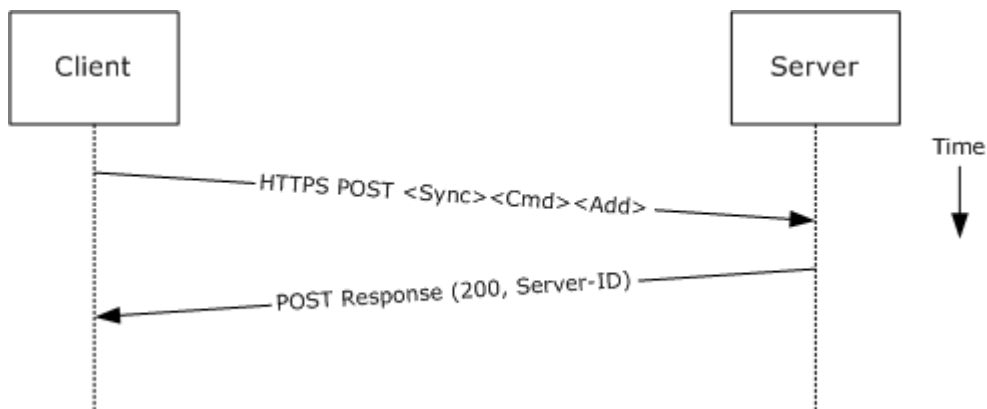 Client
Server
Time
HTTPS POST <Sync><Cmd><Add>
POST Response (200, Server-ID)